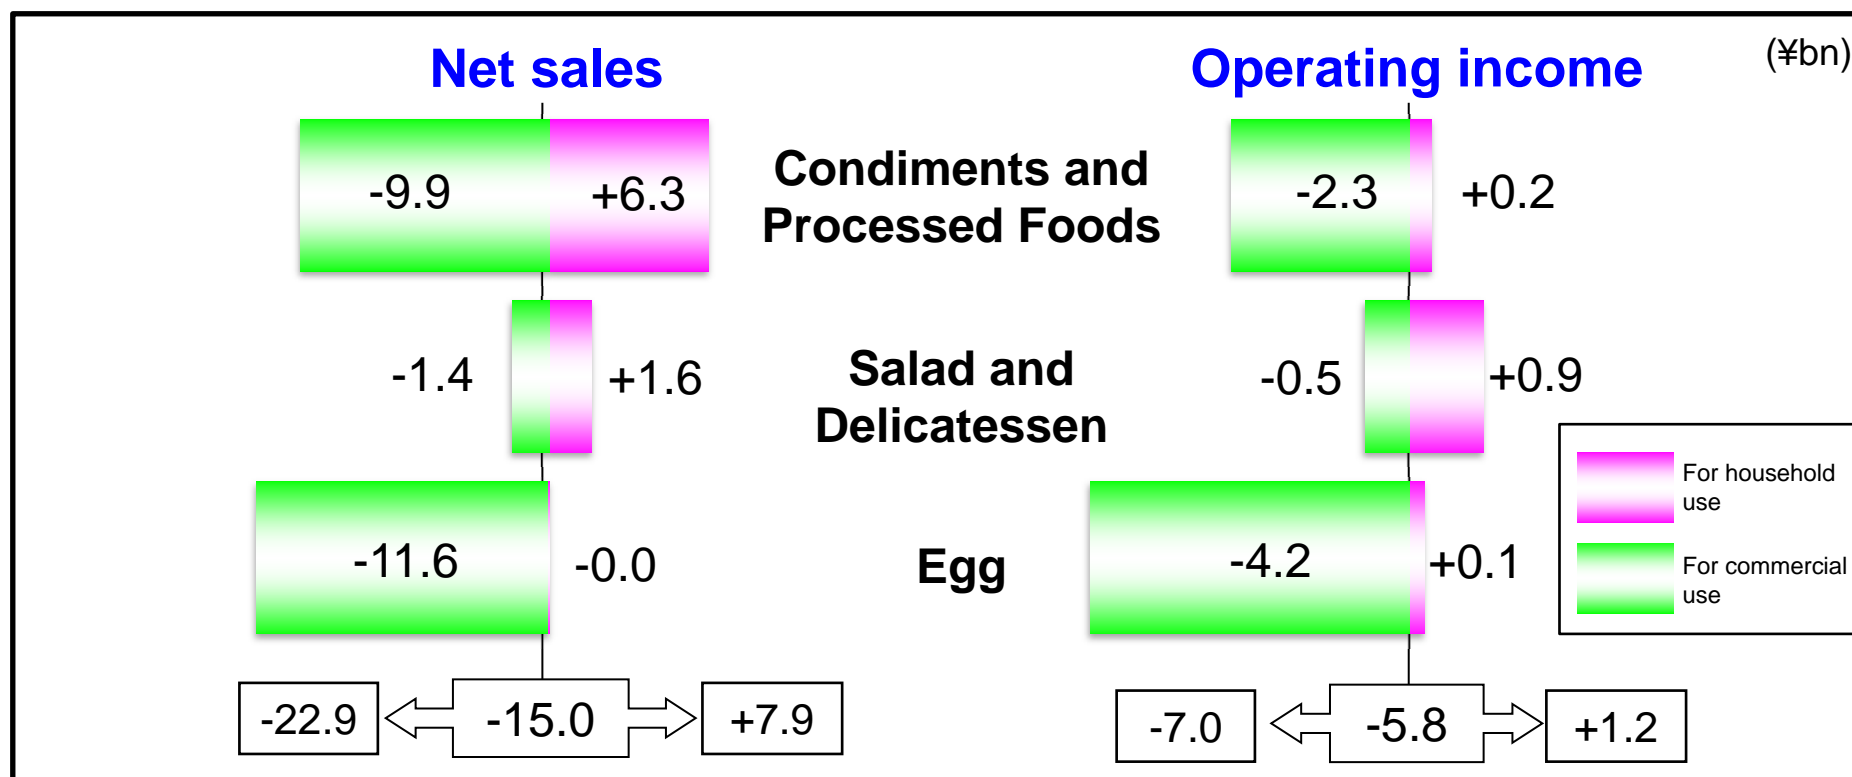 Net sales
Operating income
(¥bn)
-9.9
+6.3
Condiments and
Processed Foods
-2.3
+0.2
-1.4
+1.6
Salad and
Delicatessen
-0.5
+0.9
For household
use
For commercial
use
-11.6
-0.0
Egg
-4.2
+0.1
-22.9
-15.0
+7.9
-7.0
-5.8
+1.2